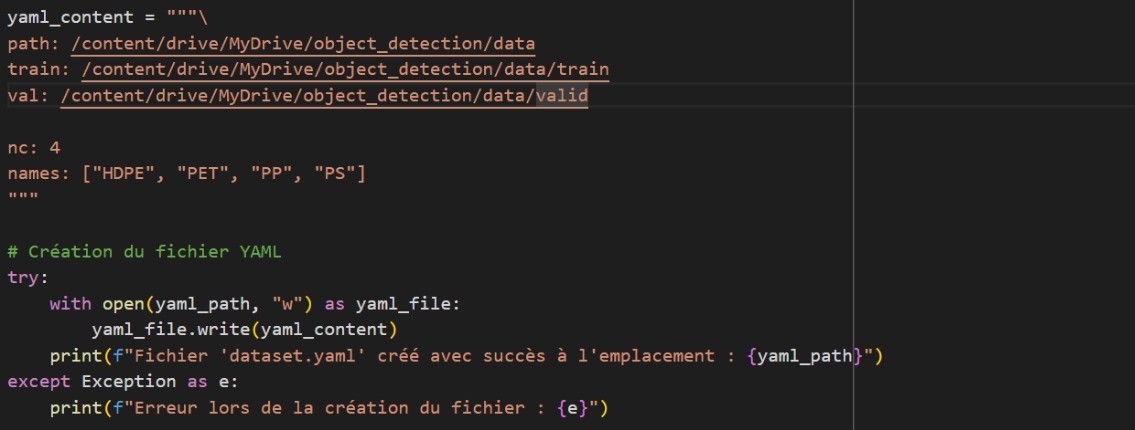 yaml_content = """\
path: /content/drive/MyDrive/object_detection/data
train: /content/drive/MyDrive/object_detection/data/train
val: /content/drive/MyDrive/object_detection/data/valid
nc: 4
names: ["HDPE", "PET", "PP", "PS"]
"""
# Création du fichier YAML
try:
    with open(yaml_path, "w") as yaml_file:
        yaml_file.write(yaml_content)
    print(f"Fichier 'dataset.yaml' créé avec succès à l'emplacement : {yaml_path}")
except Exception as e:
    print(f"Erreur lors de la création du fichier : {e}")